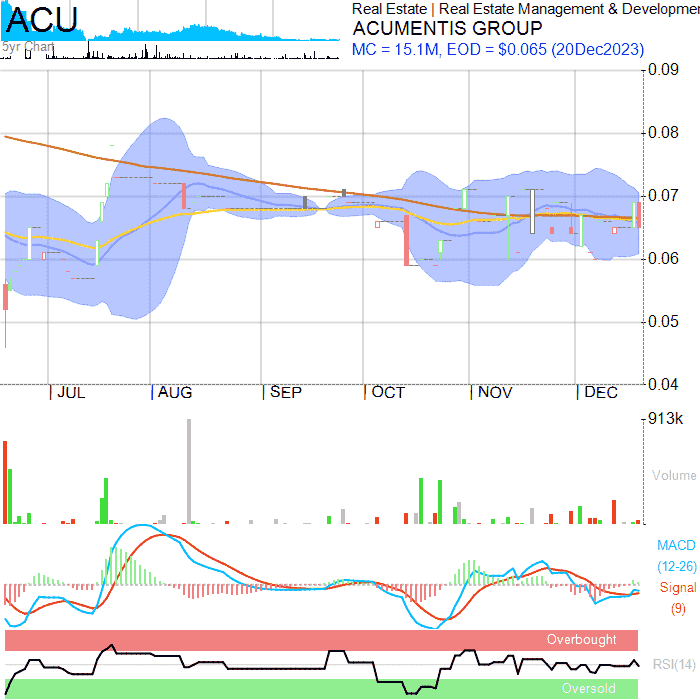 ACU
5yr Chart
Real Estate | Real Estate Management & Developmen
ACUMENTIS GROUP
MC = 15.1M, EOD = $0.065 (20Dec2023)
0.09
0.08
0.07
0.06
0.05
0.04
| JUL | AUG | SEP | OCT | NOV | DEC
913k
Volume
MACD
(12-26)
Signal
(9)
Overbought
RSI(14)
Oversold